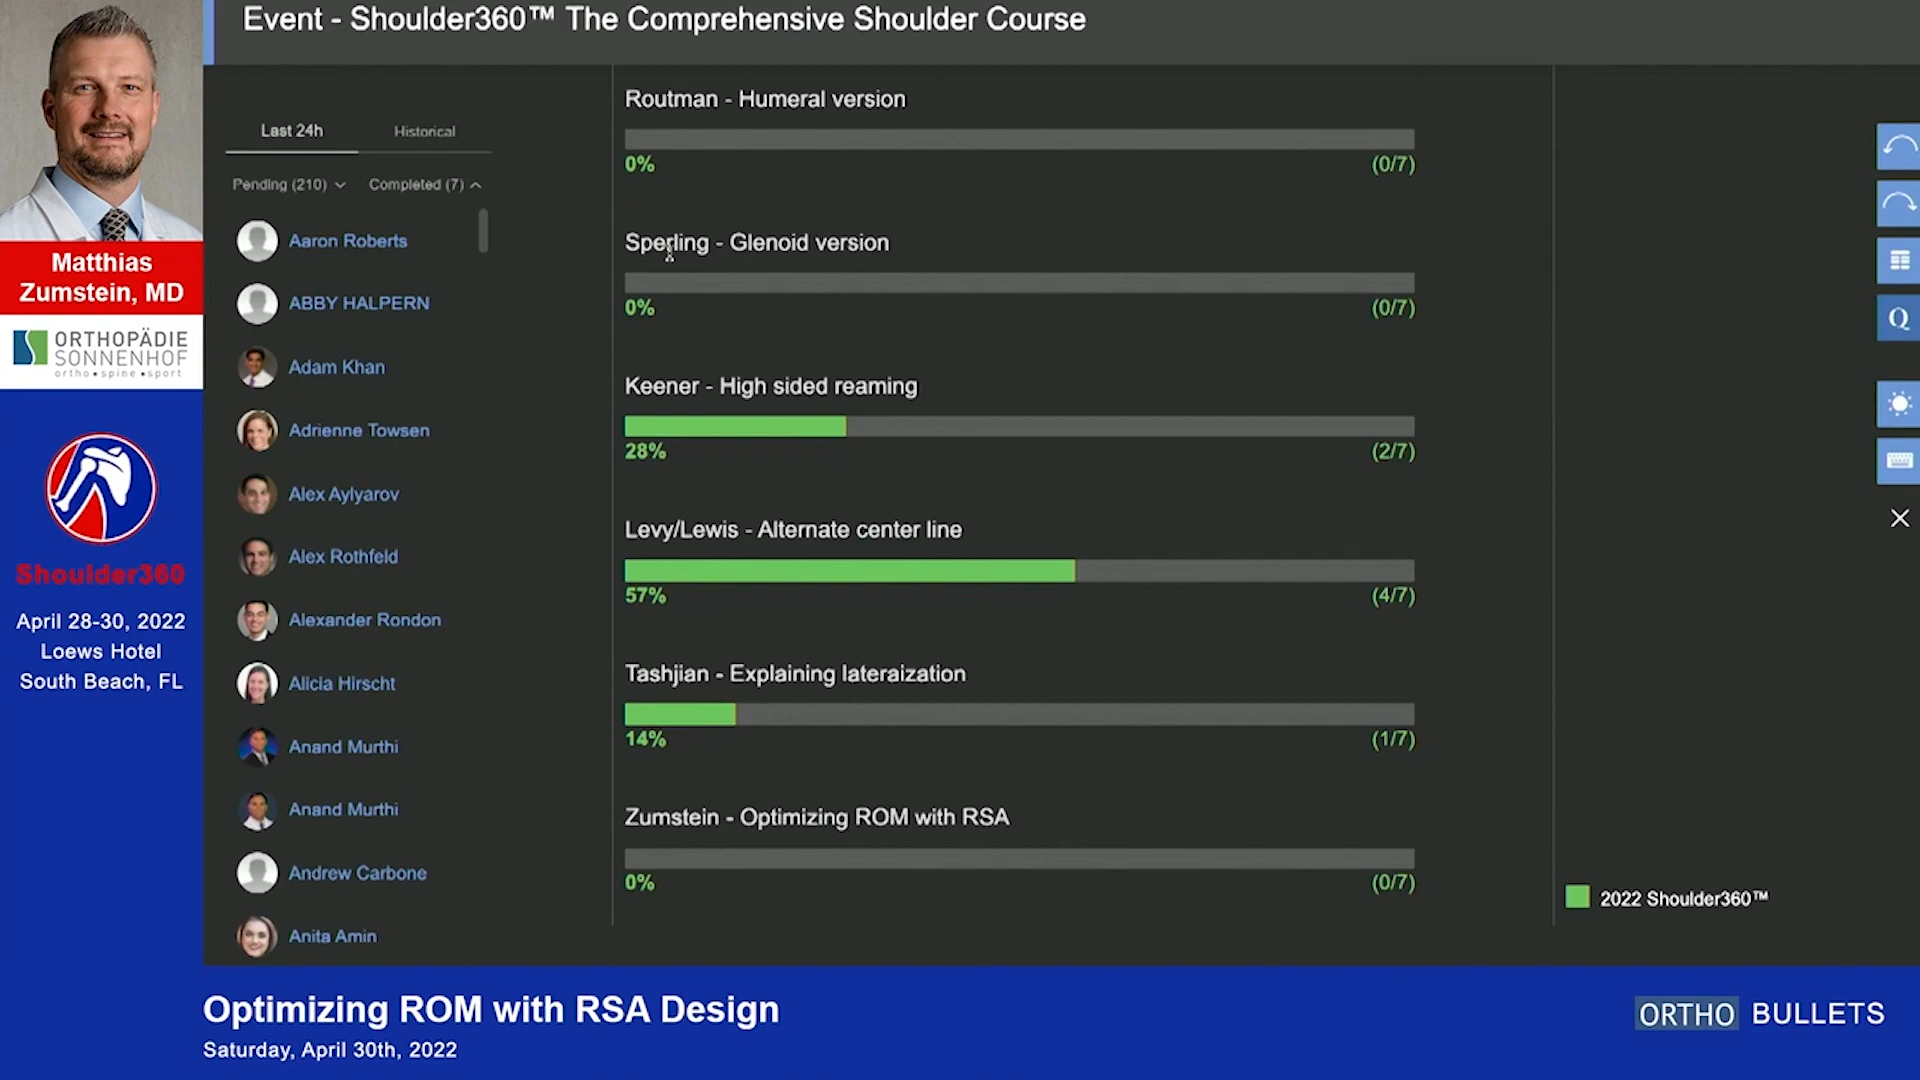 Event - Shoulder360™ The Comprehensive Shoulder Course
Matthias
Zumstein, MD
ORTHOPÄDIE
SONNENHOF
ortho • spine • sport
Shoulder360
April 28-30, 2022
Loews Hotel
South Beach, FL
Last 24h
Historical
Pending (210)
Completed (7)
Aaron Roberts
ABBY HALPERN
Adam Khan
Adrienne Towsen
Alex Aylyarov
Alex Rothfeld
Alexander Rondon
Alicia Hirscht
Anand Murthi
Anand Murthi
Andrew Carbone
Anita Amin
Routman - Humeral version
0% (0/7)
Sperling - Glenoid version
0% (0/7)
Keener - High sided reaming
28% (2/7)
Levy/Lewis - Alternate center line
57% (4/7)
Tashjian - Explaining lateraization
14% (1/7)
Zumstein - Optimizing ROM with RSA
0% (0/7)
Q
2022 Shoulder360™
Optimizing ROM with RSA Design
Saturday, April 30th, 2022
ORTHO BULLETS